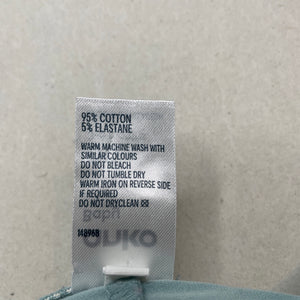 95% COTTON
5% ELASTANE
WARM MACHINE WASH WITH
SIMILAR COLOURS
DO NOT BLEACH
DO NOT TUMBLE DRY
WARM IRON ON REVERSE SIDE
IF REQUIRED
DO NOT DRYCLEAN